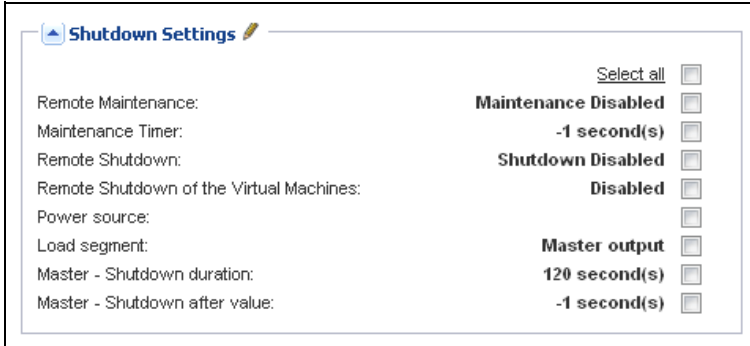 Shutdown Settings
Select all
Remote Maintenance: Maintenance Disabled
Maintenance Timer: -1 second(s)
Remote Shutdown: Shutdown Disabled
Remote Shutdown of the Virtual Machines: Disabled
Power source:
Load segment: Master output
Master - Shutdown duration: 120 second(s)
Master - Shutdown after value: -1 second(s)